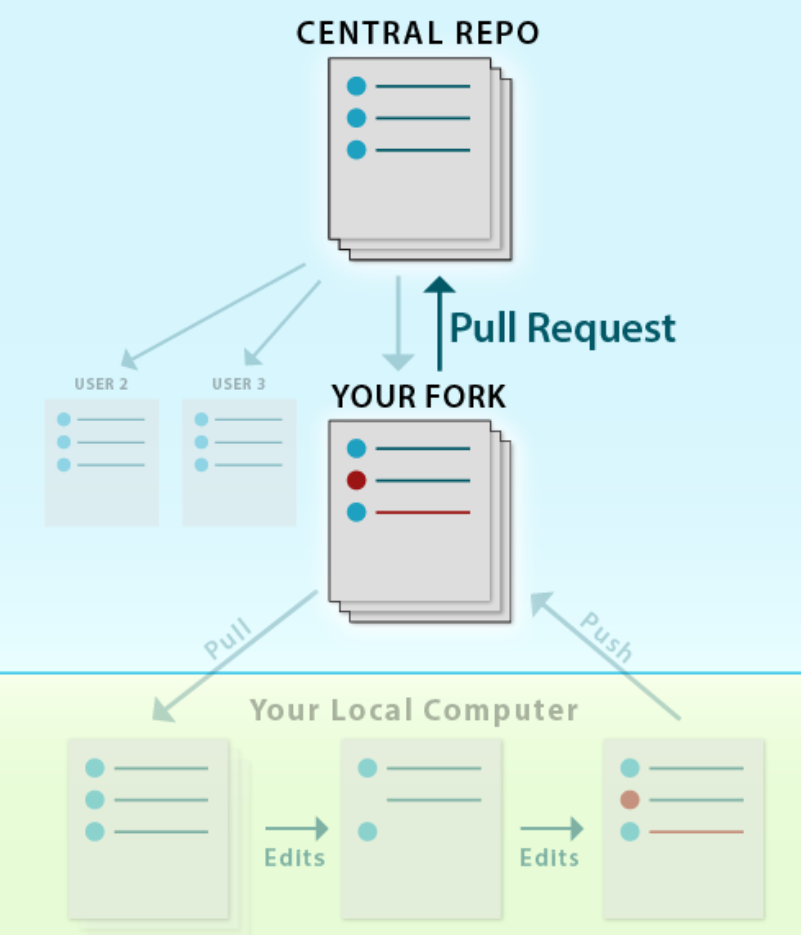 CENTRAL REPO
Pull Request
USER 2
USER 3
YOUR FORK
Pull
Push
Your Local Computer
Edits
Edits